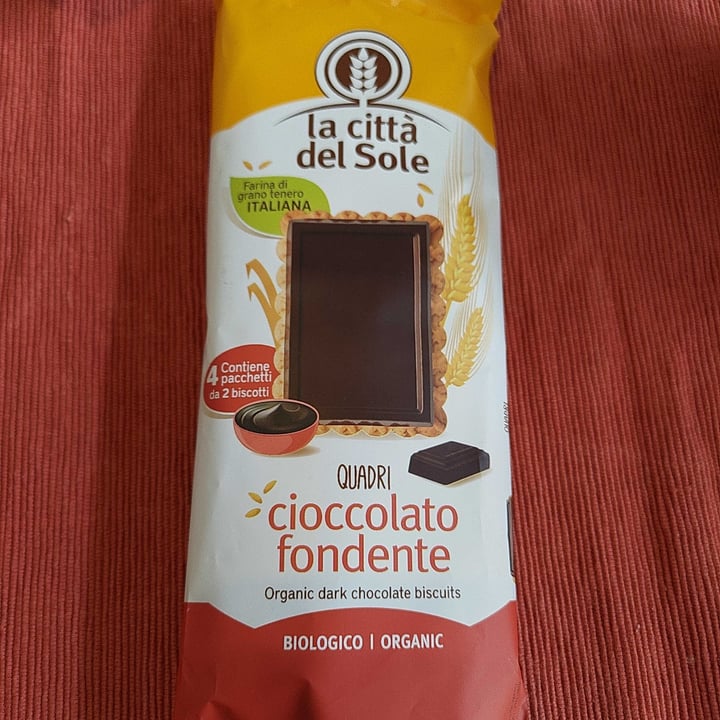 la città
del Sole
Farina di
grano tenero
ITALIANA
4 Contiene
pacchetti
da 2 biscotti
QUADRI
cioccolato
fondente
Organic dark chocolate biscuits
BIOLOGICO | ORGANIC
QUADRI